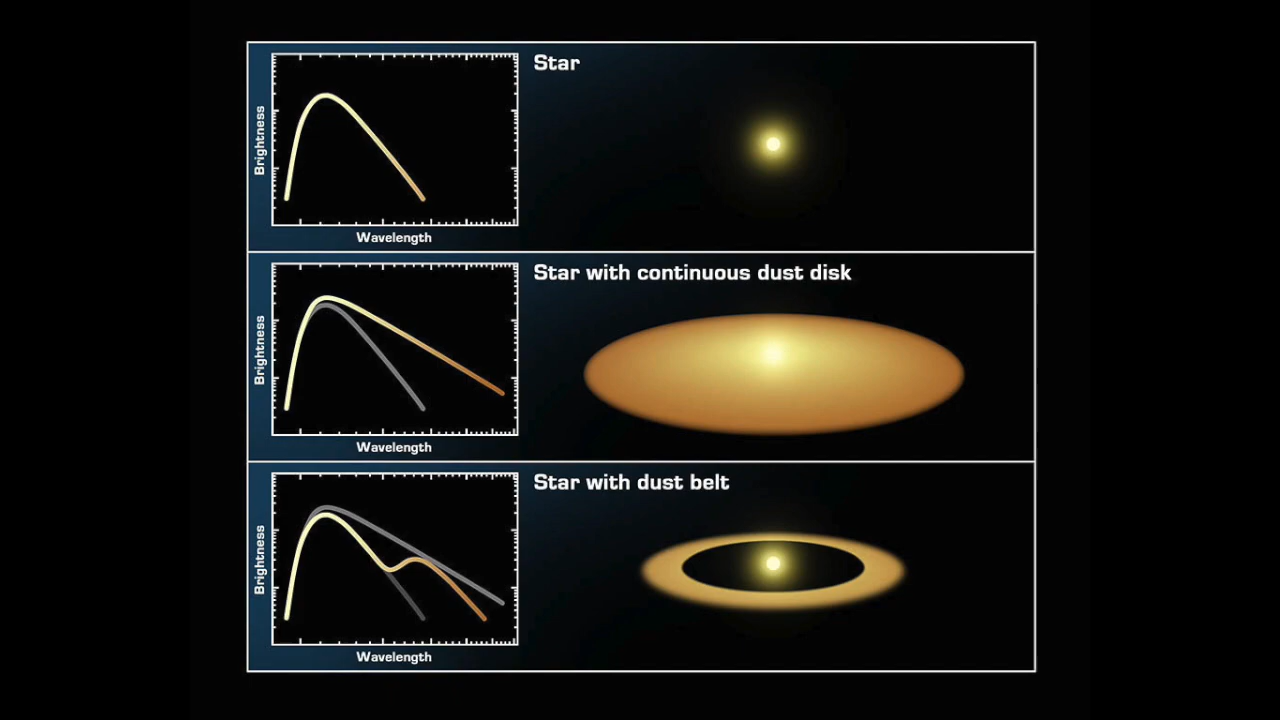 Star
Brightness
Wavelength
Star with continuous dust disk
Brightness
Wavelength
Star with dust belt
Brightness
Wavelength